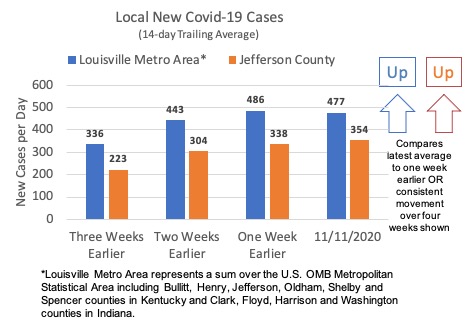 Local New Covid-19 Cases
(14-day Trailing Average)
Louisville Metro Area* Jefferson County
Up Up
New Cases per Day
600
500
400
300
200
100
0
336 223 443 304 486 338 477 354
Three Weeks Earlier
Two Weeks Earlier
One Week Earlier
11/11/2020
Compares
latest average
to one week
earlier OR
consistent
movement
over four
weeks shown
*Louisville Metro Area represents a sum over the U.S. OMB Metropolitan
Statistical Area including Bullitt, Henry, Jefferson, Oldham, Shelby and
Spencer counties in Kentucky and Clark, Floyd, Harrison and Washington
counties in Indiana.